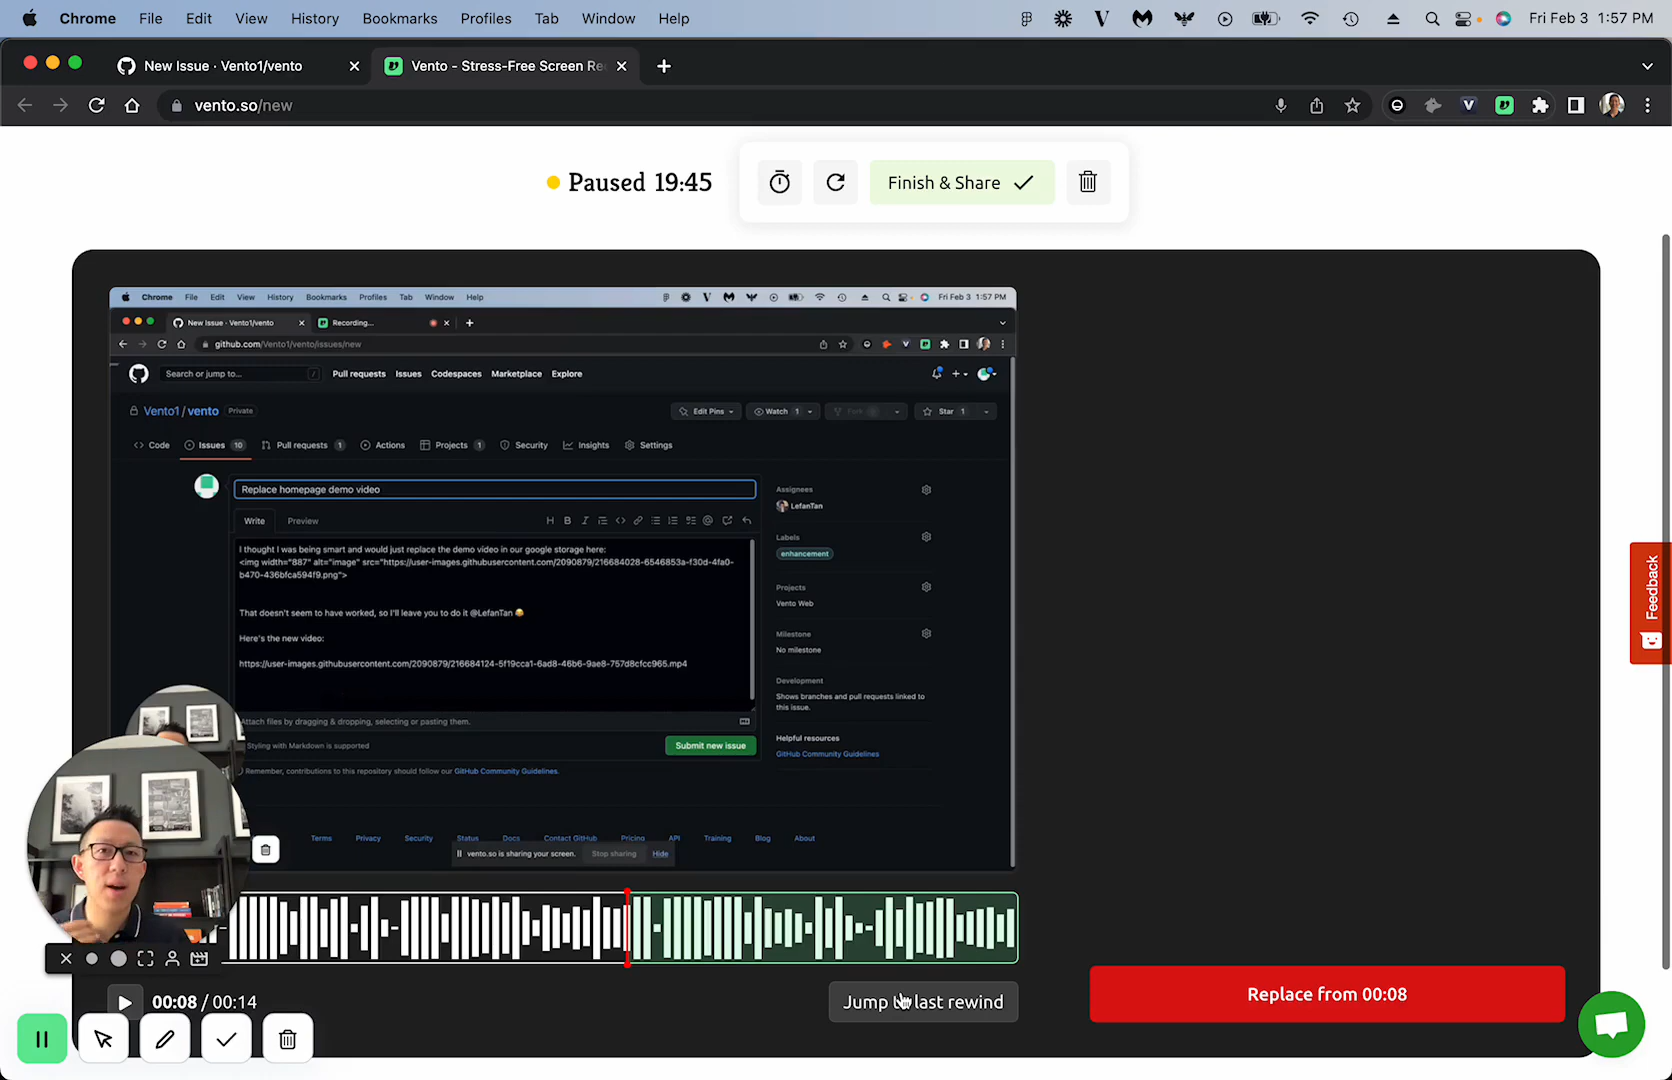 Chrome File Edit View History Bookmarks Profiles Tab Window Help Fri Feb 3 1:57 PM
New Issue · Vento1/vento Vento - Stress-Free Screen Re
vento.so/new
Paused 19:45 Finish & Share
Chrome File Edit View History Bookmarks Profiles Tab Window Help Fri Feb 3 1:57 PM
New Issue · Vento1/vento Recording...
github.com/Vento1/vento/issues/new
Search or jump to... / Pull requests Issues Codespaces Marketplace Explore
Vento1 / vento Private Edit Pins Watch 1 Fork 0 Star 1
Code Issues 10 Pull requests 1 Actions Projects 1 Security Insights Settings
Replace homepage demo video
Write Preview
I thought I was being smart and would just replace the demo video in our google storage here:
<img width="887" alt="image" src="https://user-images.githubusercontent.com/2090879/216684028-6546853a-f30d-4fa0-
b470-436bfca594f9.png">
That doesn't seem to have worked, so I'll leave you to do it @LefanTan 😂
Here's the new video:
https://user-images.githubusercontent.com/2090879/216684124-5f19cca1-6ad8-46b6-9ae8-757d8cfcc965.mp4
Attach files by dragging & dropping, selecting or pasting them.
Styling with Markdown is supported Submit new issue
Remember, contributions to this repository should follow our GitHub Community Guidelines.
Assignees
LefanTan
Labels
enhancement
Projects
Vento Web
Milestone
No milestone
Development
Shows branches and pull requests linked to
this issue.
Helpful resources
GitHub Community Guidelines
Terms Privacy Security Status Docs Contact GitHub Pricing API Training Blog About
vento.so is sharing your screen. Stop sharing Hide
Feedback
00:08 / 00:14 Jump to last rewind Replace from 00:08